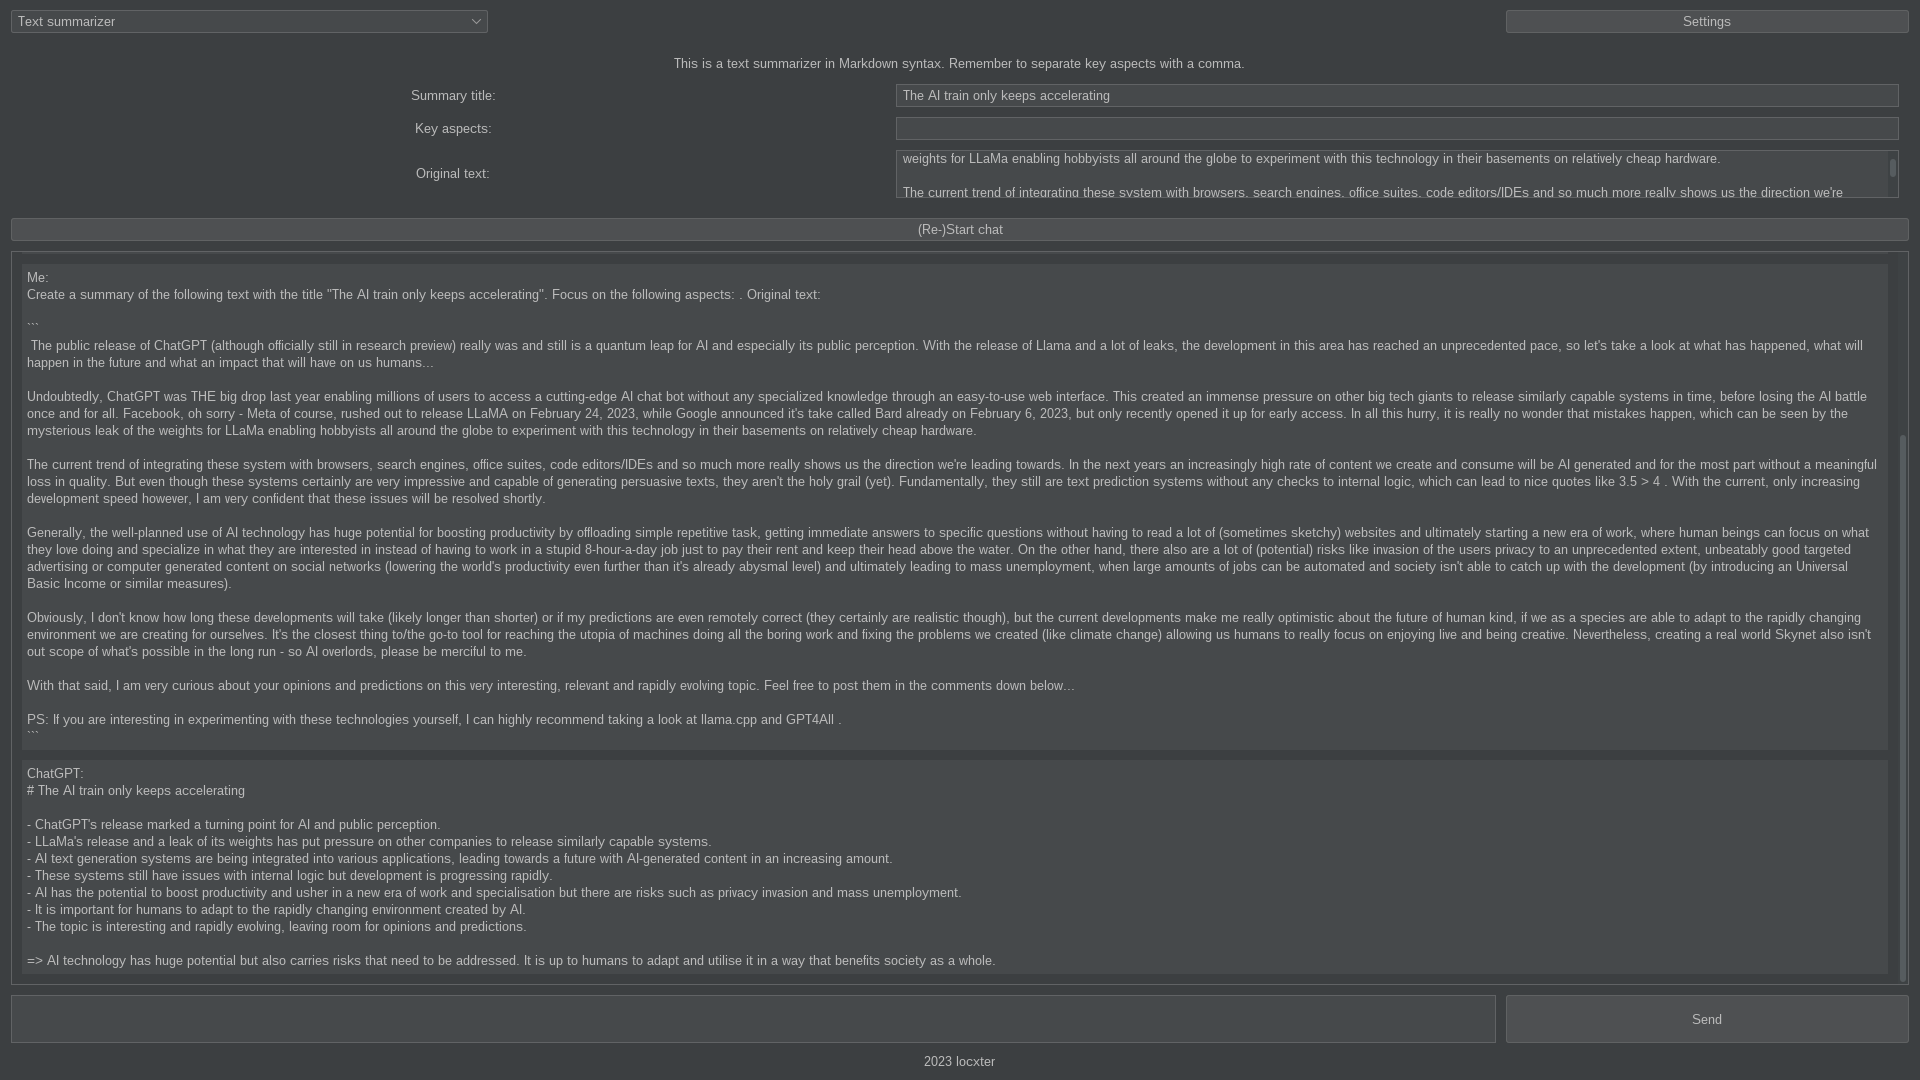 Text summarizer
Settings
This is a text summarizer in Markdown syntax. Remember to separate key aspects with a comma.
Summary title:
The AI train only keeps accelerating
Key aspects:
Original text:
weights for LLaMa enabling hobbyists all around the globe to experiment with this technology in their basements on relatively cheap hardware.
The current trend of integrating these system with browsers, search engines, office suites, code editors/IDEs and so much more really shows us the direction we're
(Re-)Start chat
Me:
Create a summary of the following text with the title "The AI train only keeps accelerating". Focus on the following aspects: . Original text:
```
The public release of ChatGPT (although officially still in research preview) really was and still is a quantum leap for AI and especially its public perception. With the release of Llama and a lot of leaks, the development in this area has reached an unprecedented pace, so let's take a look at what has happened, what will
happen in the future and what an impact that will have on us humans...
Undoubtedly, ChatGPT was THE big drop last year enabling millions of users to access a cutting-edge AI chat bot without any specialized knowledge through an easy-to-use web interface. This created an immense pressure on other big tech giants to release similarly capable systems in time, before losing the AI battle
once and for all. Facebook, oh sorry - Meta of course, rushed out to release LLaMA on February 24, 2023, while Google announced it's take called Bard already on February 6, 2023, but only recently opened it up for early access. In all this hurry, it is really no wonder that mistakes happen, which can be seen by the
mysterious leak of the weights for LLaMa enabling hobbyists all around the globe to experiment with this technology in their basements on relatively cheap hardware.
The current trend of integrating these system with browsers, search engines, office suites, code editors/IDEs and so much more really shows us the direction we're leading towards. In the next years an increasingly high rate of content we create and consume will be AI generated and for the most part without a meaningful
loss in quality. But even though these systems certainly are very impressive and capable of generating persuasive texts, they aren't the holy grail (yet). Fundamentally, they still are text prediction systems without any checks to internal logic, which can lead to nice quotes like 3.5 > 4 . With the current, only increasing
development speed however, I am very confident that these issues will be resolved shortly.
Generally, the well-planned use of AI technology has huge potential for boosting productivity by offloading simple repetitive task, getting immediate answers to specific questions without having to read a lot of (sometimes sketchy) websites and ultimately starting a new era of work, where human beings can focus on what
they love doing and specialize in what they are interested in instead of having to work in a stupid 8-hour-a-day job just to pay their rent and keep their head above the water. On the other hand, there also are a lot of (potential) risks like invasion of the users privacy to an unprecedented extent, unbeatably good targeted
advertising or computer generated content on social networks (lowering the world's productivity even further than it's already abysmal level) and ultimately leading to mass unemployment, when large amounts of jobs can be automated and society isn't able to catch up with the development (by introducing an Universal
Basic Income or similar measures).
Obviously, I don't know how long these developments will take (likely longer than shorter) or if my predictions are even remotely correct (they certainly are realistic though), but the current developments make me really optimistic about the future of human kind, if we as a species are able to adapt to the rapidly changing
environment we are creating for ourselves. It's the closest thing to/the go-to tool for reaching the utopia of machines doing all the boring work and fixing the problems we created (like climate change) allowing us humans to really focus on enjoying live and being creative. Nevertheless, creating a real world Skynet also isn't
out scope of what's possible in the long run - so AI overlords, please be merciful to me.
With that said, I am very curious about your opinions and predictions on this very interesting, relevant and rapidly evolving topic. Feel free to post them in the comments down below...
PS: If you are interesting in experimenting with these technologies yourself, I can highly recommend taking a look at llama.cpp and GPT4All .
```
ChatGPT:
# The AI train only keeps accelerating
- ChatGPT's release marked a turning point for AI and public perception.
- LLaMa's release and a leak of its weights has put pressure on other companies to release similarly capable systems.
- AI text generation systems are being integrated into various applications, leading towards a future with AI-generated content in an increasing amount.
- These systems still have issues with internal logic but development is progressing rapidly.
- AI has the potential to boost productivity and usher in a new era of work and specialisation but there are risks such as privacy invasion and mass unemployment.
- It is important for humans to adapt to the rapidly changing environment created by AI.
- The topic is interesting and rapidly evolving, leaving room for opinions and predictions.
=> AI technology has huge potential but also carries risks that need to be addressed. It is up to humans to adapt and utilise it in a way that benefits society as a whole.
Send
2023 locxter